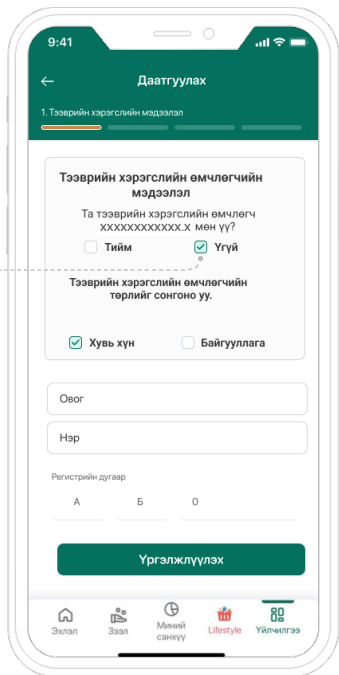 9:41
Даатгуулах
1. Тээврийн хэрэгслийн мэдээлэл
Тээврийн хэрэгслийн өмчлөгчийн
мэдээлэл
Та тээврийн хэрэгслийн өмчлөгч
xxxxxxxxxxxx.x мөн үү?
Тийм
Үгүй
Тээврийн хэрэгслийн өмчлөгчийн
төрлийг сонгоно уу.
Хувь хүн
Байгууллага
Овог
Нэр
Регистрийн дугаар
А Б 0
Үргэлжлүүлэх
Эхлэл
Зээл
Миний
санхүү
Lifestyle
Үйлчилгээ